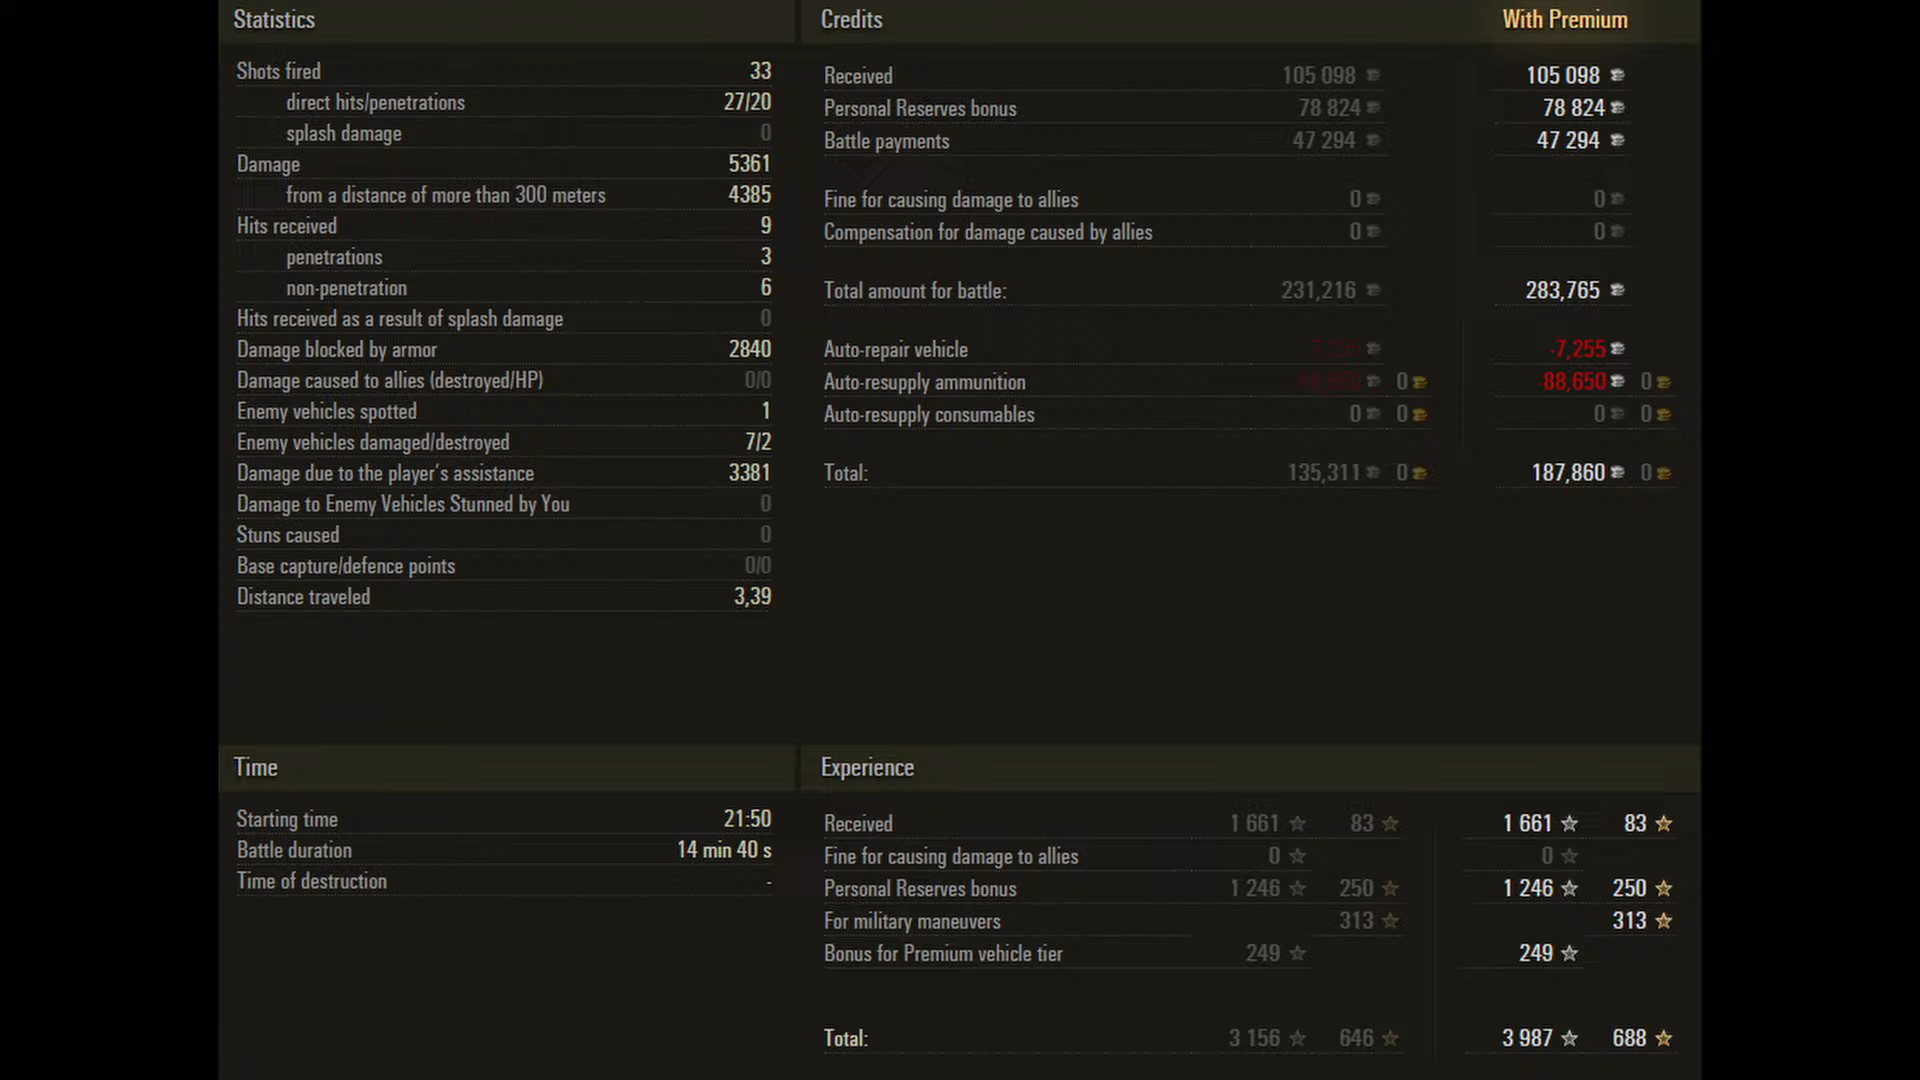 Statistics
Shots fired 33
direct hits/penetrations 27/20
splash damage 0
Damage 5361
from a distance of more than 300 meters 4385
Hits received 9
penetrations 3
non-penetration 6
Hits received as a result of splash damage 0
Damage blocked by armor 2840
Damage caused to allies (destroyed/HP) 0/0
Enemy vehicles spotted 1
Enemy vehicles damaged/destroyed 7/2
Damage due to the player's assistance 3381
Damage to Enemy Vehicles Stunned by You 0
Stuns caused 0
Base capture/defence points 0/0
Distance traveled 3,39
Credits With Premium
Received 105 098 105 098
Personal Reserves bonus 78 824 78 824
Battle payments 47 294 47 294
Fine for causing damage to allies 0 0
Compensation for damage caused by allies 0 0
Total amount for battle: 231,216 283,765
Auto-repair vehicle -7,255
Auto-resupply ammunition 0 -88,650 0
Auto-resupply consumables 0 0 0 0
Total: 135,311 0 187,860 0
Time
Starting time 21:50
Battle duration 14 min 40 s
Time of destruction -
Experience
Received 1 661 83 1 661 83
Fine for causing damage to allies 0 0
Personal Reserves bonus 1 246 250 1 246 250
For military maneuvers 313 313
Bonus for Premium vehicle tier 249 249
Total: 3 156 646 3 987 688